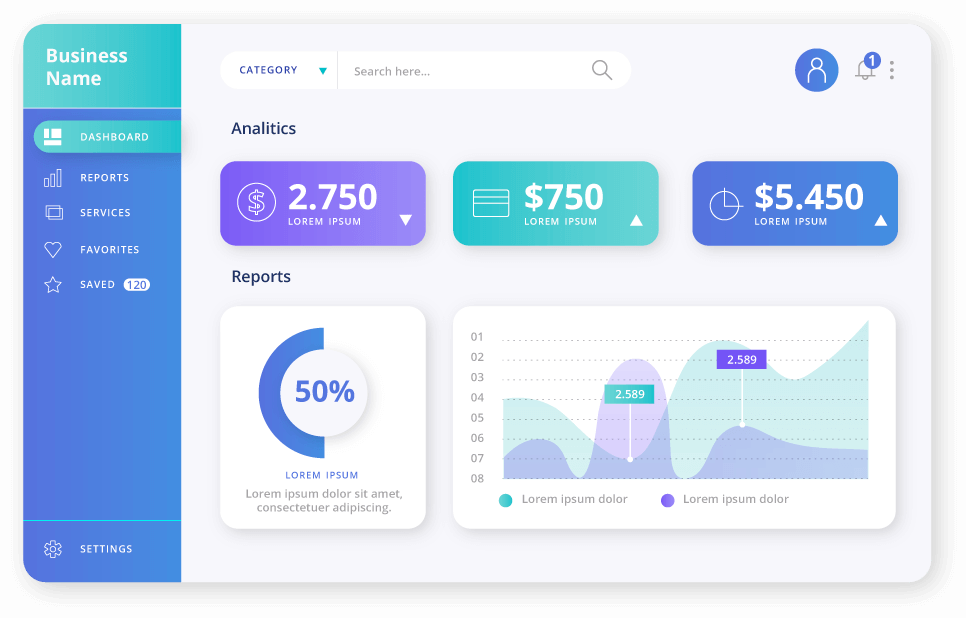 Business
Name
DASHBOARD
REPORTS
SERVICES
FAVORITES
SAVED 120
SETTINGS
CATEGORY
Search here...
1
Analitics
$
2.750
LOREM IPSUM
$750
LOREM IPSUM
$5.450
LOREM IPSUM
Reports
50%
LOREM IPSUM
Lorem ipsum dolor sit amet,
consectetuer adipiscing.
01
02
03
04
05
06
07
08
2.589
2.589
Lorem ipsum dolor
Lorem ipsum dolor